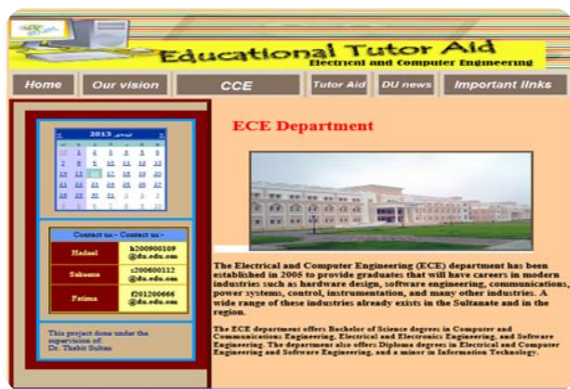 Educational Tutor Aid
Electrical and Computer Engineering
Home
Our vision
CCE
Tutor Aid
DU news
Important links
2013
Contact us:- Contact us:-
Hadeel
h200900109
@du.edu.om
Sakeena
s200600112
@du.edu.om
Fatima
f201200666
@du.edu.om
This project done under the
supervision of:
Dr. Thabit Sultan
ECE Department
The Electrical and Computer Engineering (ECE) department has been
established in 2005 to provide graduates that will have careers in modern
industries such as hardware design, software engineering, communications,
power systems, control, instrumentation, and many other industries. A
wide range of these industries already exists in the Sultanate and in the
region.
The ECE department offers Bachelor of Science degrees in Computer and
Communications Engineering, Electrical and Electronics Engineering, and Software
Engineering. The department also offers Diploma degrees in Electrical and Computer
Engineering and Software Engineering, and a minor in Information Technology.